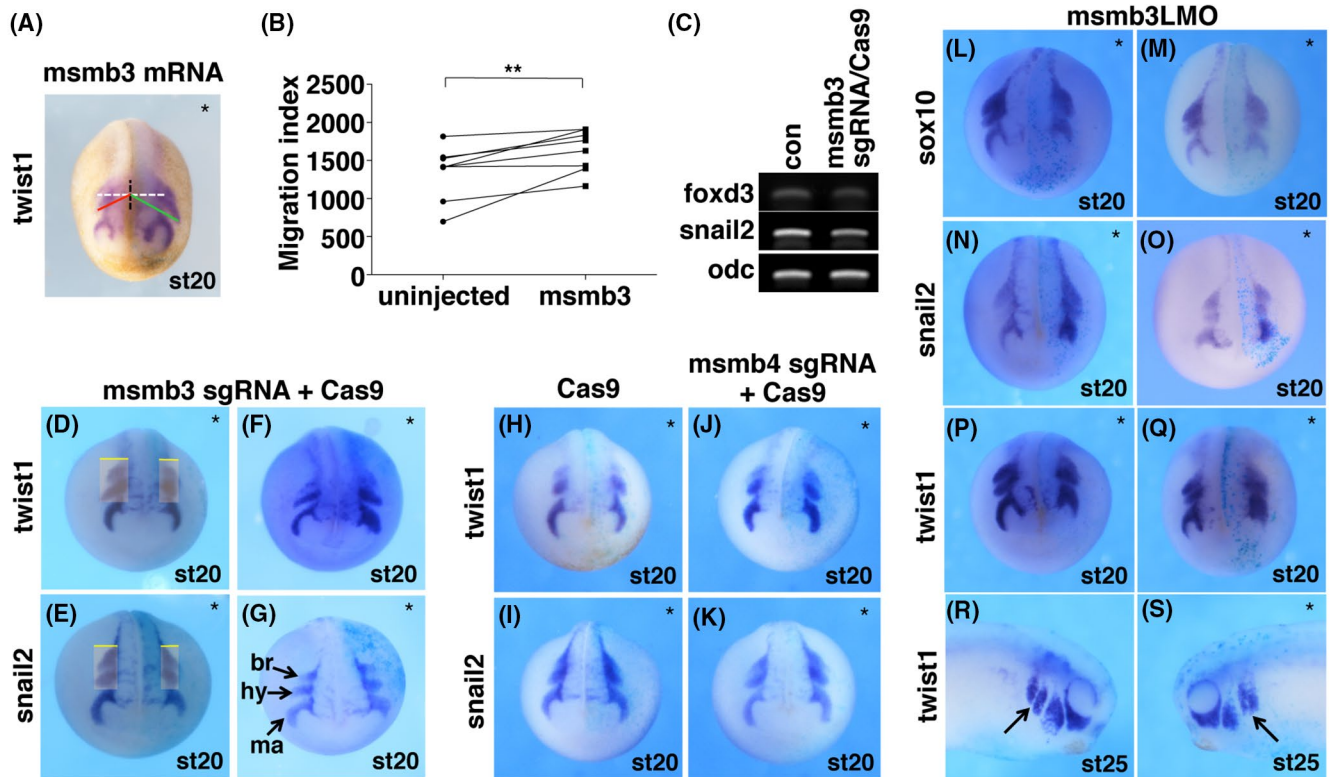 (A)
msmb3 mRNA
*
twist1
st20
(B)
**
Migration index
2500
2000
1500
1000
500
0
uninjected msmb3
(C)
con
msmb3
sgRNA/Cas9
foxd3
snail2
odc
msmb3 sgRNA + Cas9
twist1
(D) *
st20
(F) *
st20
snail2
(E) *
st20
(G) *
br
hy
ma
st20
Cas9
msmb4 sgRNA
+ Cas9
twist1
(H) *
st20
(J) *
st20
snail2
(I) *
st20
(K) *
st20
msmb3LMO
sox10
(L) *
st20
(M) *
st20
snail2
(N) *
st20
(O) *
st20
twist1
(P) *
st20
(Q) *
st20
twist1
(R)
st25
(S) *
st25